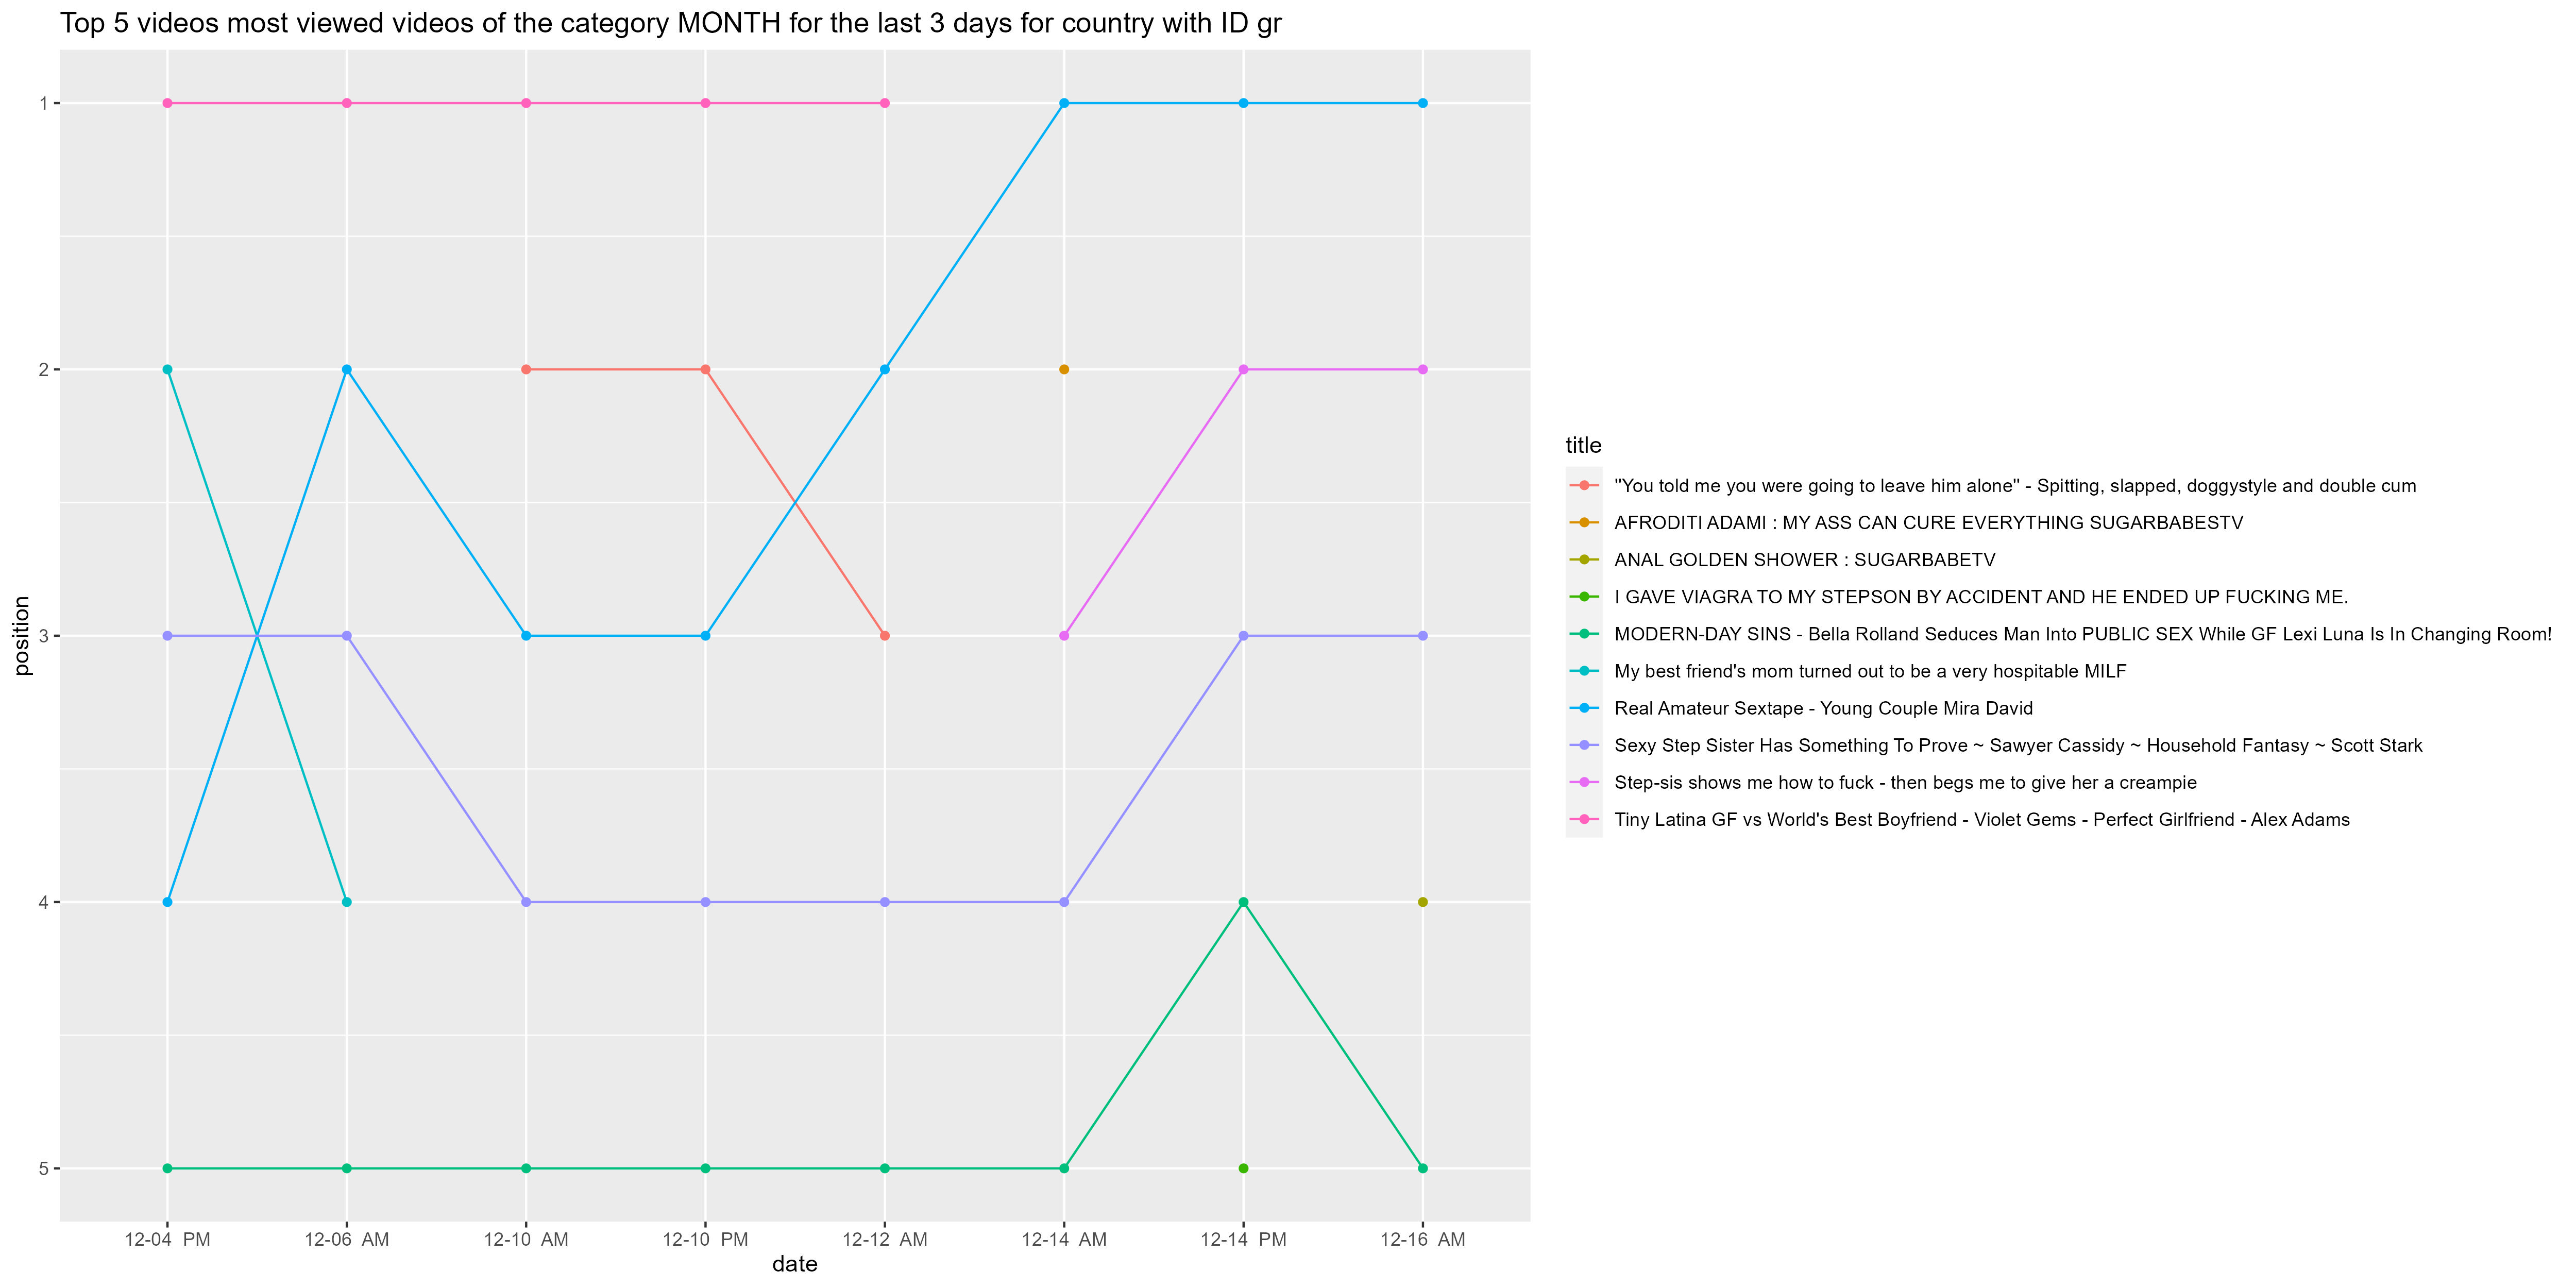 Top 5 videos most viewed videos of the category MONTH for the last 3 days for country with ID gr
1
2
3
4
5
position
12-04 PM
12-06 AM
12-10 AM
12-10 PM
12-12 AM
12-14 AM
12-14 PM
12-16 AM
date
title
"You told me you were going to leave him alone" - Spitting, slapped, doggystyle and double cum
AFRODITI ADAMI : MY ASS CAN CURE EVERYTHING SUGARBABESTV
ANAL GOLDEN SHOWER : SUGARBABETV
I GAVE VIAGRA TO MY STEPSON BY ACCIDENT AND HE ENDED UP FUCKING ME.
MODERN-DAY SINS - Bella Rolland Seduces Man Into PUBLIC SEX While GF Lexi Luna Is In Changing Room!
My best friend's mom turned out to be a very hospitable MILF
Real Amateur Sextape - Young Couple Mira David
Sexy Step Sister Has Something To Prove ~ Sawyer Cassidy ~ Household Fantasy ~ Scott Stark
Step-sis shows me how to fuck - then begs me to give her a creampie
Tiny Latina GF vs World's Best Boyfriend - Violet Gems - Perfect Girlfriend - Alex Adams